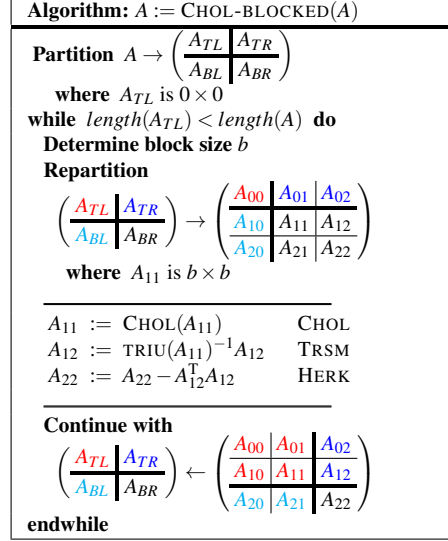 Algorithm: A := CHOL-BLOCKED(A)
Partition A → ( A_TL | A_TR
A_BL | A_BR )
where A_TL is 0 × 0
while length(A_TL) < length(A) do
Determine block size b
Repartition
( A_TL | A_TR
A_BL | A_BR ) → ( A_00 | A_01 | A_02
A_10 | A_11 | A_12
A_20 | A_21 | A_22 )
where A_11 is b × b
A_11 := CHOL(A_11) CHOL
A_12 := TRIU(A_11)^{-1} A_12 TRSM
A_22 := A_22 − A_12^T A_12 HERK
Continue with
( A_TL | A_TR
A_BL | A_BR ) ← ( A_00 | A_01 | A_02
A_10 | A_11 | A_12
A_20 | A_21 | A_22 )
endwhile